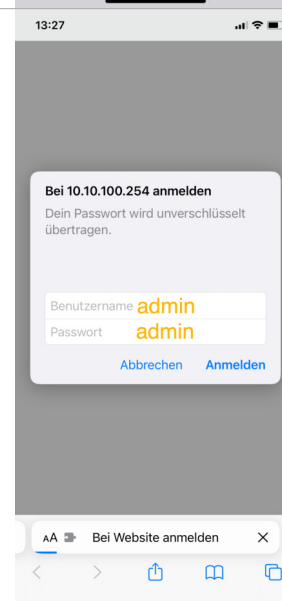 13:27
Bei 10.10.100.254 anmelden
Dein Passwort wird unverschlüsselt
übertragen.
Benutzername admin
Passwort admin
Abbrechen Anmelden
AA Bei Website anmelden